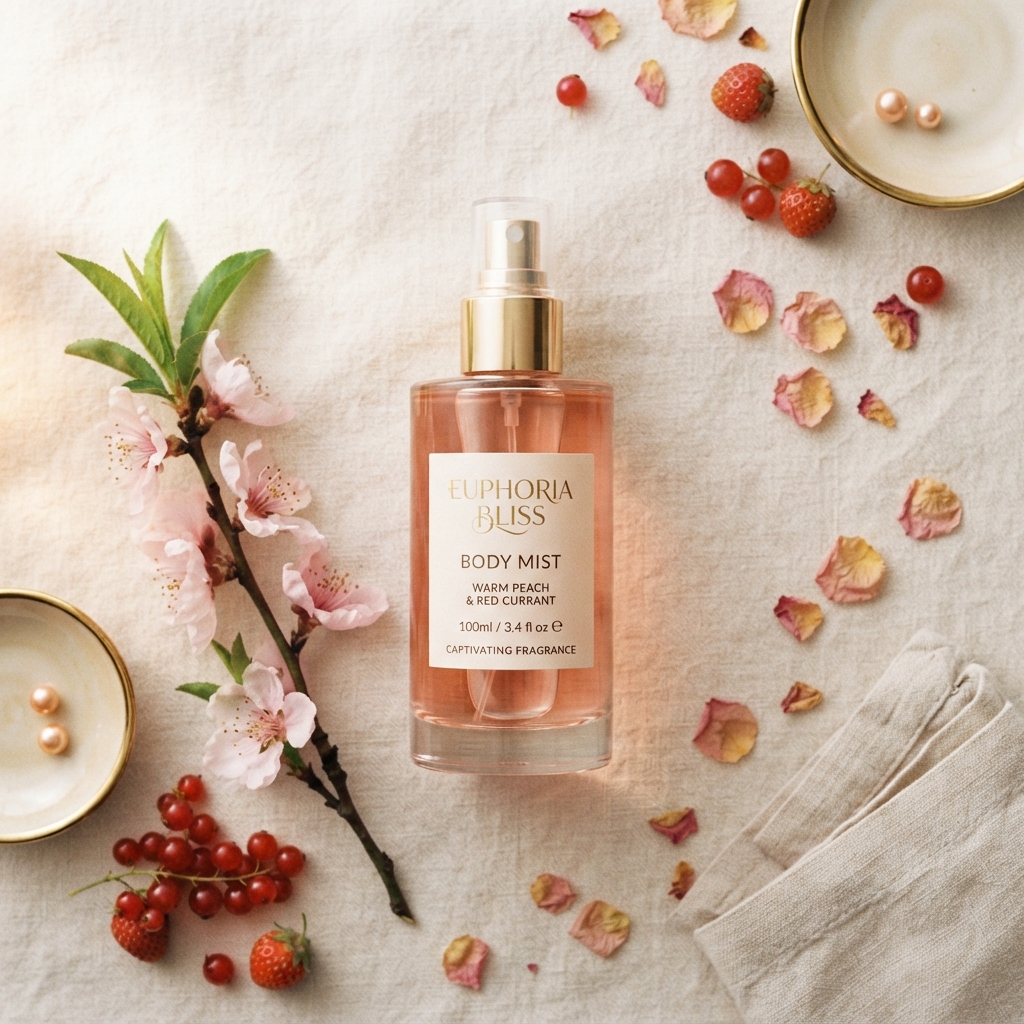 EUPHORIA
BLISS
BODY MIST
WARM PEACH
& RED CURRANT
100ml / 3.4 fl oz ℮
CAPTIVATING FRAGRANCE